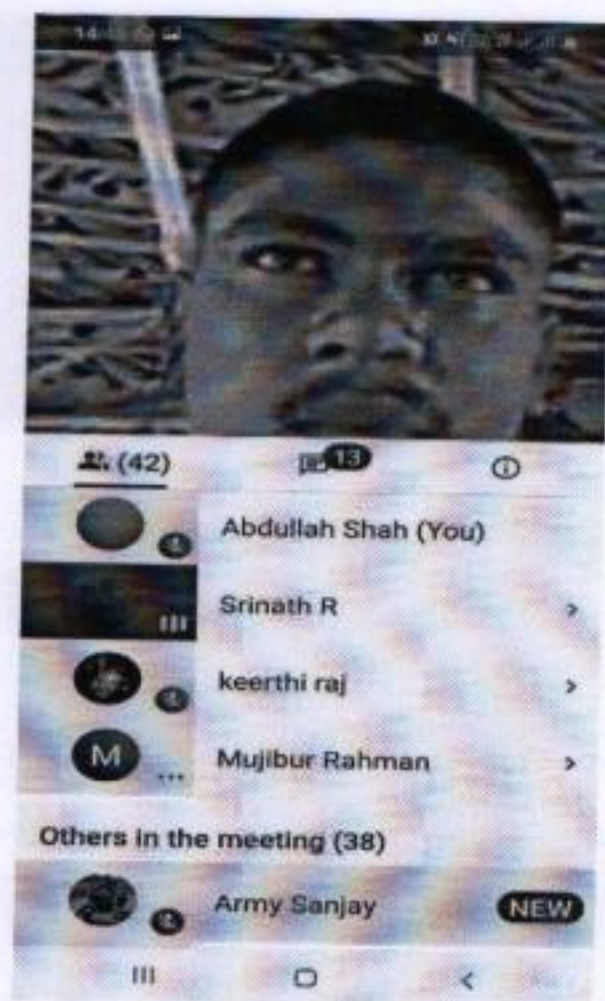 (42)
13
Abdullah Shah (You)
Srinath R
keerthi raj
M
Mujibur Rahman
Others in the meeting (38)
Army Sanjay
NEW